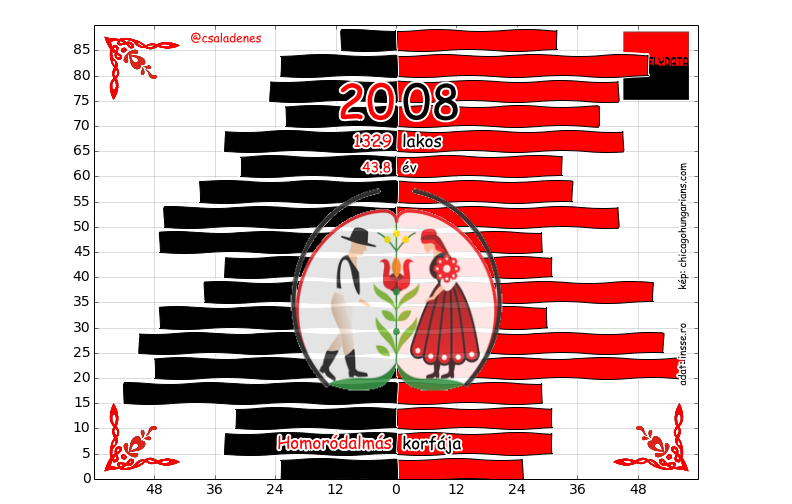 @csaladenes
85
80
75
70
65
60
55
50
45
40
35
30
25
20
15
10
5
0
2008
1329 lakos
43.8 év
kép: chicagohungarians.com
adat: insse.ro
Homoródalmás korfája
48 36 24 12 0 12 24 36 48